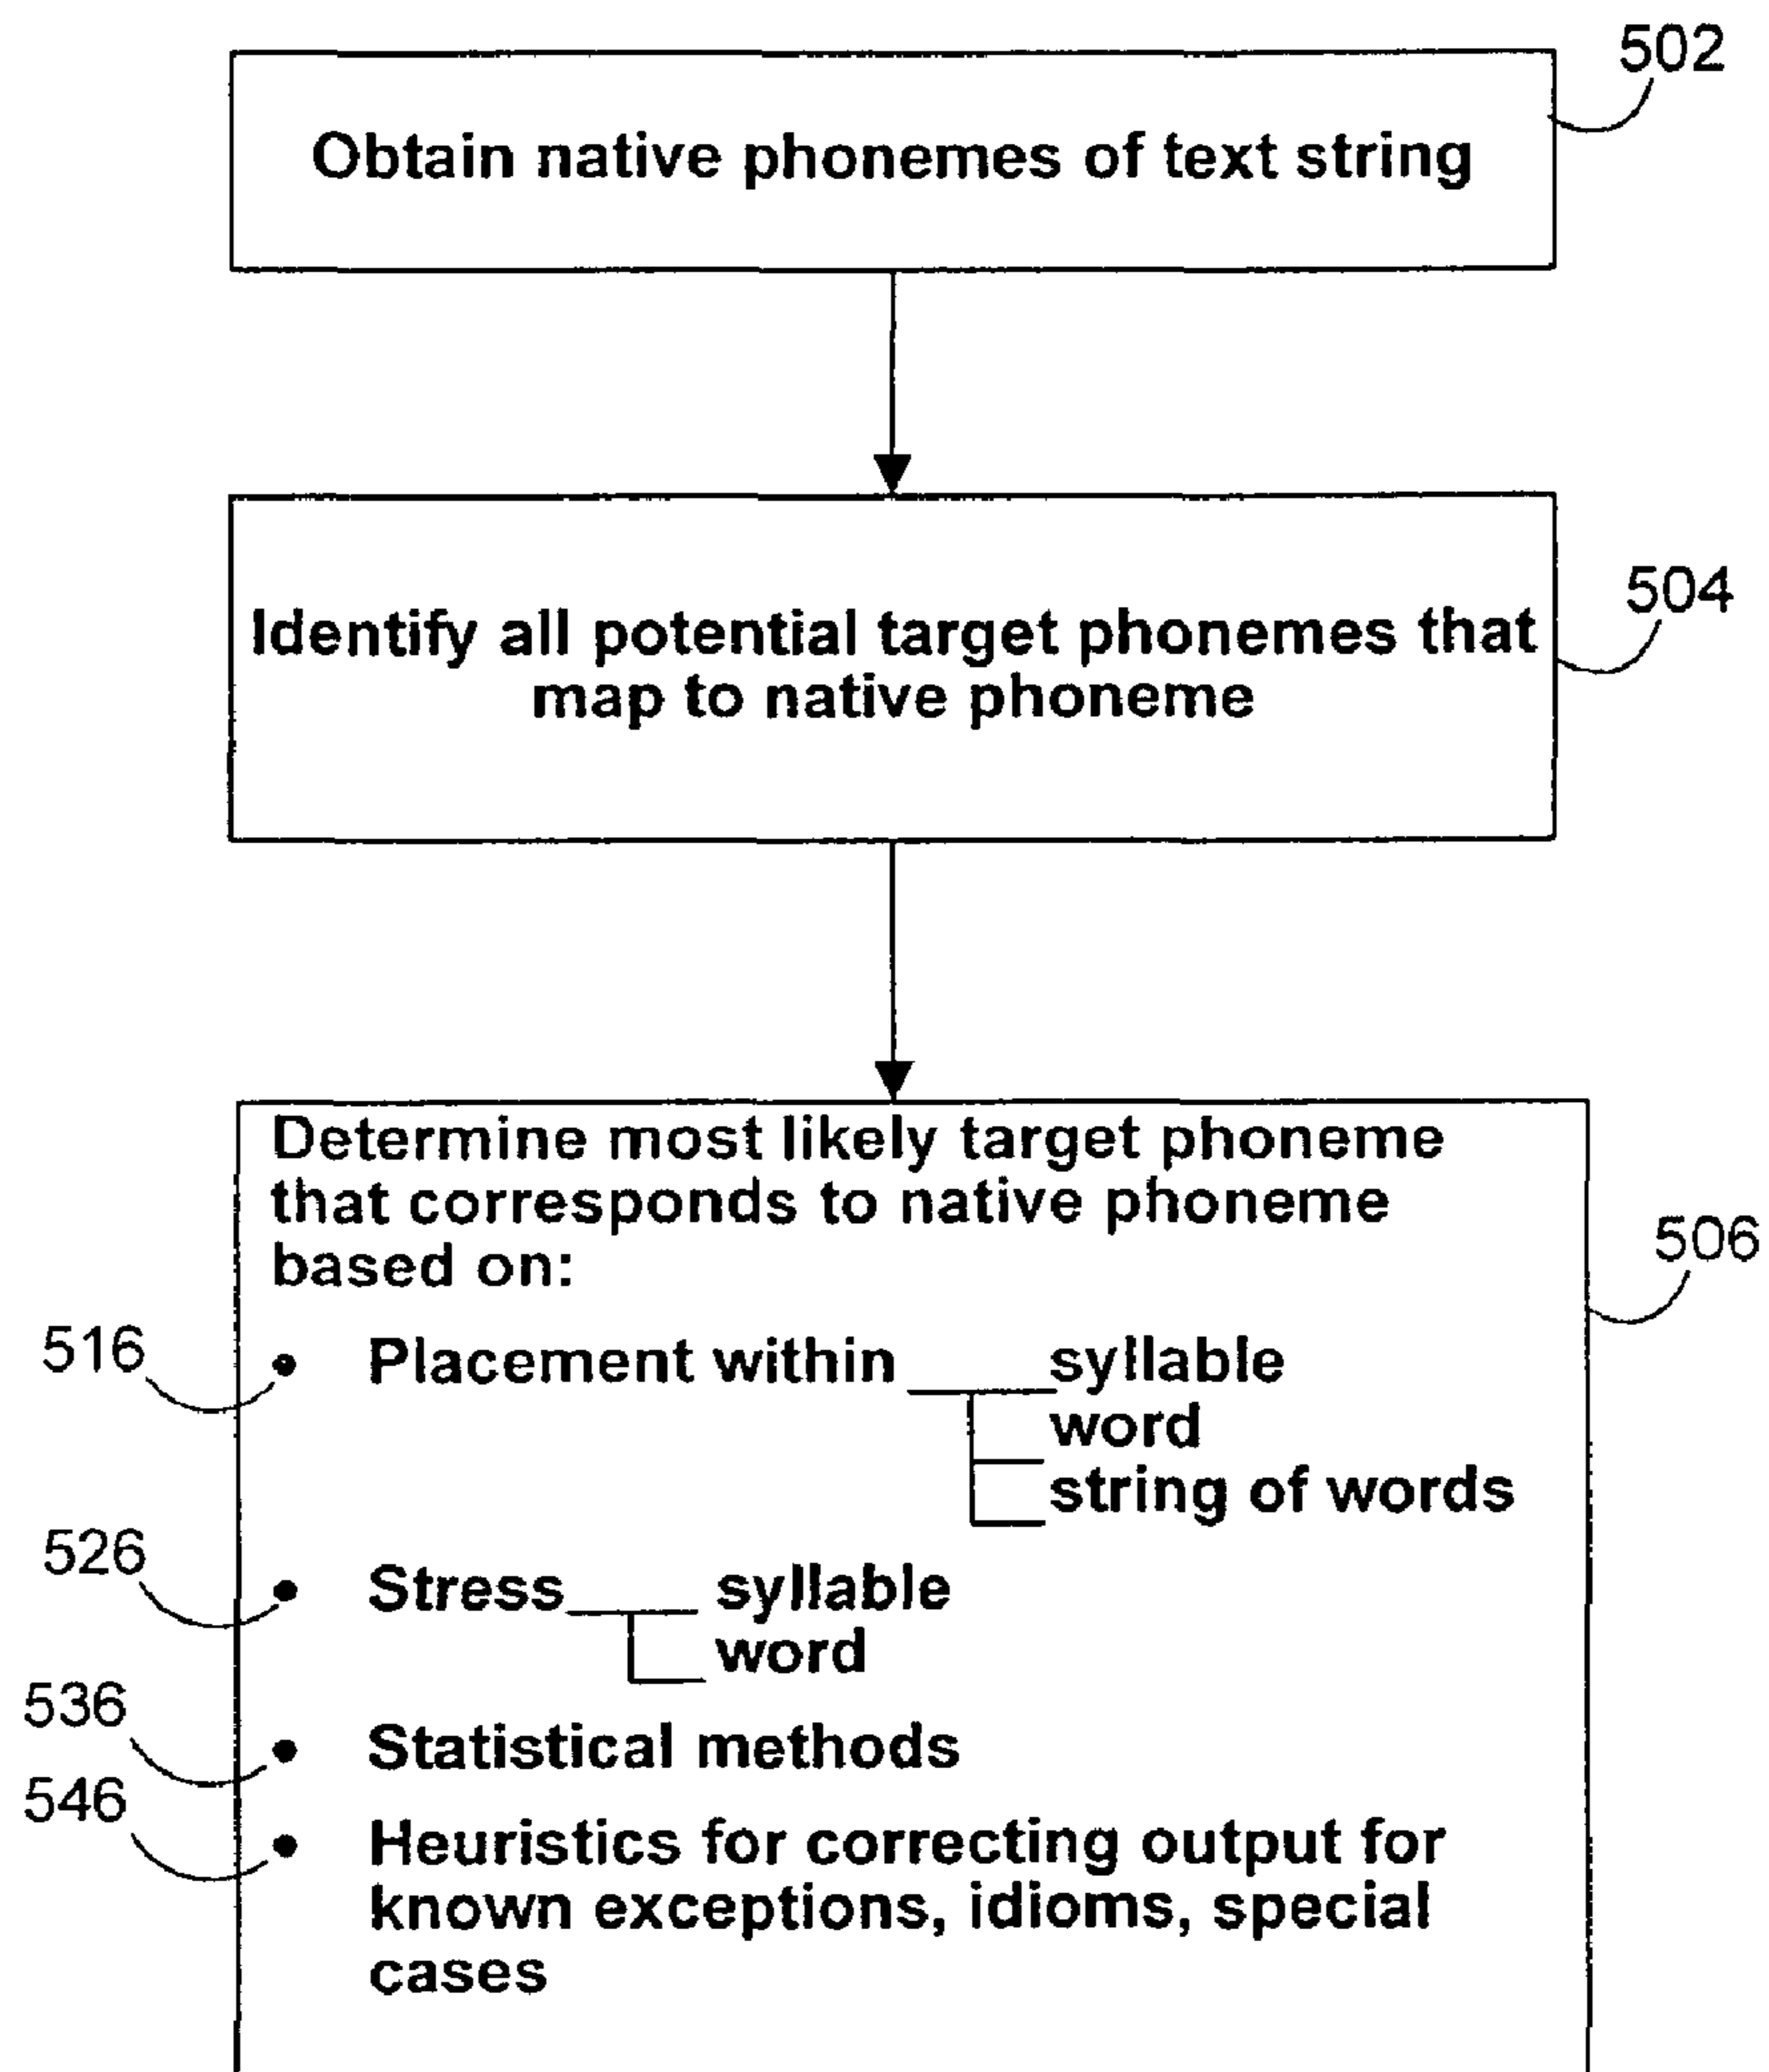 502
Obtain native phonemes of text string
504
Identify all potential target phonemes that
map to native phoneme
506
Determine most likely target phoneme
that corresponds to native phoneme
based on:
516
• Placement within syllable
word
string of words
526
• Stress syllable
word
536
• Statistical methods
546
• Heuristics for correcting output for
known exceptions, idioms, special
cases